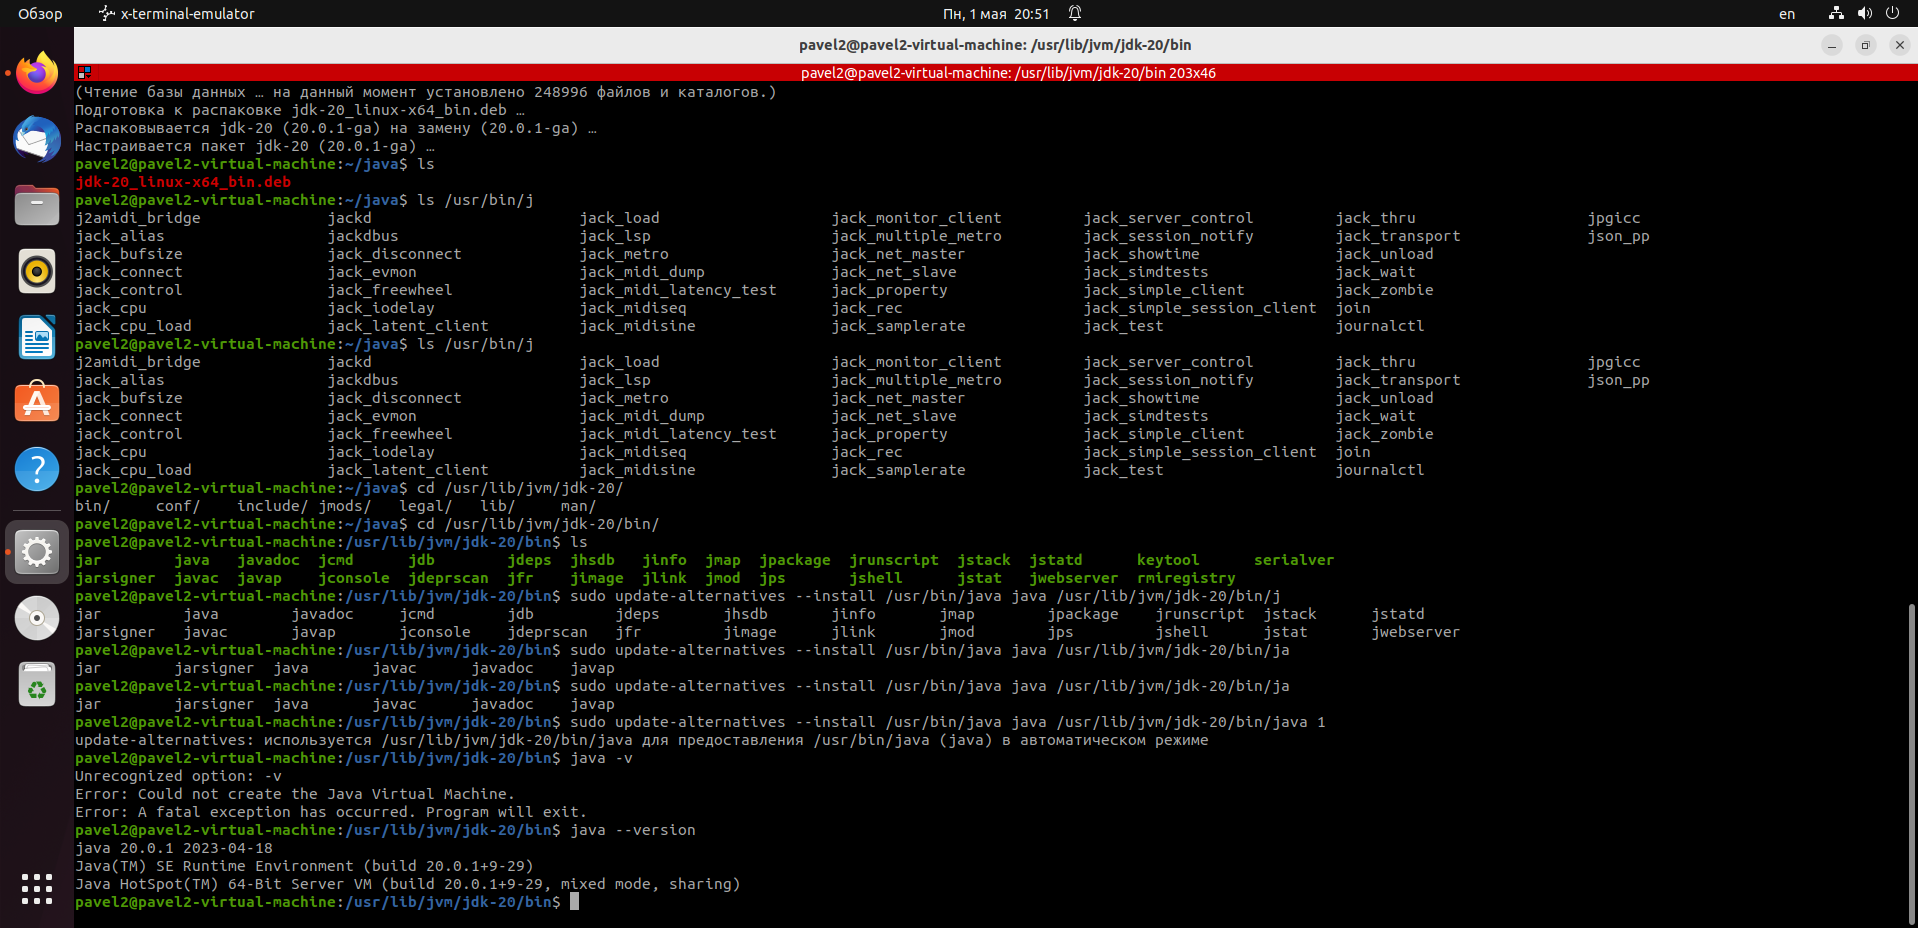 Обзор x-terminal-emulator Пн, 1 мая 20:51 en
pavel2@pavel2-virtual-machine: /usr/lib/jvm/jdk-20/bin
pavel2@pavel2-virtual-machine: /usr/lib/jvm/jdk-20/bin 203x46
(Чтение базы данных … на данный момент установлено 248996 файлов и каталогов.)
Подготовка к распаковке jdk-20_linux-x64_bin.deb …
Распаковывается jdk-20 (20.0.1-ga) на замену (20.0.1-ga) …
Настраивается пакет jdk-20 (20.0.1-ga) …
pavel2@pavel2-virtual-machine:~/java$ ls
jdk-20_linux-x64_bin.deb
pavel2@pavel2-virtual-machine:~/java$ ls /usr/bin/j
j2amidi_bridge jackd jack_load jack_monitor_client jack_server_control jack_thru jpgicc
jack_alias jackdbus jack_lsp jack_multiple_metro jack_session_notify jack_transport json_pp
jack_bufsize jack_disconnect jack_metro jack_net_master jack_showtime jack_unload
jack_connect jack_evmon jack_midi_dump jack_net_slave jack_simdtests jack_wait
jack_control jack_freewheel jack_midi_latency_test jack_property jack_simple_client jack_zombie
jack_cpu jack_iodelay jack_midiseq jack_rec jack_simple_session_client join
jack_cpu_load jack_latent_client jack_midisine jack_samplerate jack_test journalctl
pavel2@pavel2-virtual-machine:~/java$ ls /usr/bin/j
j2amidi_bridge jackd jack_load jack_monitor_client jack_server_control jack_thru jpgicc
jack_alias jackdbus jack_lsp jack_multiple_metro jack_session_notify jack_transport json_pp
jack_bufsize jack_disconnect jack_metro jack_net_master jack_showtime jack_unload
jack_connect jack_evmon jack_midi_dump jack_net_slave jack_simdtests jack_wait
jack_control jack_freewheel jack_midi_latency_test jack_property jack_simple_client jack_zombie
jack_cpu jack_iodelay jack_midiseq jack_rec jack_simple_session_client join
jack_cpu_load jack_latent_client jack_midisine jack_samplerate jack_test journalctl
pavel2@pavel2-virtual-machine:~/java$ cd /usr/lib/jvm/jdk-20/
bin/ conf/ include/ jmods/ legal/ lib/ man/
pavel2@pavel2-virtual-machine:~/java$ cd /usr/lib/jvm/jdk-20/bin/
pavel2@pavel2-virtual-machine:/usr/lib/jvm/jdk-20/bin$ ls
jar java javadoc jcmd jdb jdeps jhsdb jinfo jmap jpackage jrunscript jstack jstatd keytool serialver
jarsigner javac javap jconsole jdeprscan jfr jimage jlink jmod jps jshell jstat jwebserver rmiregistry
pavel2@pavel2-virtual-machine:/usr/lib/jvm/jdk-20/bin$ sudo update-alternatives --install /usr/bin/java java /usr/lib/jvm/jdk-20/bin/j
jar java javadoc jcmd jdb jdeps jhsdb jinfo jmap jpackage jrunscript jstack jstatd
jarsigner javac javap jconsole jdeprscan jfr jimage jlink jmod jps jshell jstat jwebserver
pavel2@pavel2-virtual-machine:/usr/lib/jvm/jdk-20/bin$ sudo update-alternatives --install /usr/bin/java java /usr/lib/jvm/jdk-20/bin/ja
jar jarsigner java javac javadoc javap
pavel2@pavel2-virtual-machine:/usr/lib/jvm/jdk-20/bin$ sudo update-alternatives --install /usr/bin/java java /usr/lib/jvm/jdk-20/bin/ja
jar jarsigner java javac javadoc javap
pavel2@pavel2-virtual-machine:/usr/lib/jvm/jdk-20/bin$ sudo update-alternatives --install /usr/bin/java java /usr/lib/jvm/jdk-20/bin/java 1
update-alternatives: используется /usr/lib/jvm/jdk-20/bin/java для предоставления /usr/bin/java (java) в автоматическом режиме
pavel2@pavel2-virtual-machine:/usr/lib/jvm/jdk-20/bin$ java -v
Unrecognized option: -v
Error: Could not create the Java Virtual Machine.
Error: A fatal exception has occurred. Program will exit.
pavel2@pavel2-virtual-machine:/usr/lib/jvm/jdk-20/bin$ java --version
java 20.0.1 2023-04-18
Java(TM) SE Runtime Environment (build 20.0.1+9-29)
Java HotSpot(TM) 64-Bit Server VM (build 20.0.1+9-29, mixed mode, sharing)
pavel2@pavel2-virtual-machine:/usr/lib/jvm/jdk-20/bin$